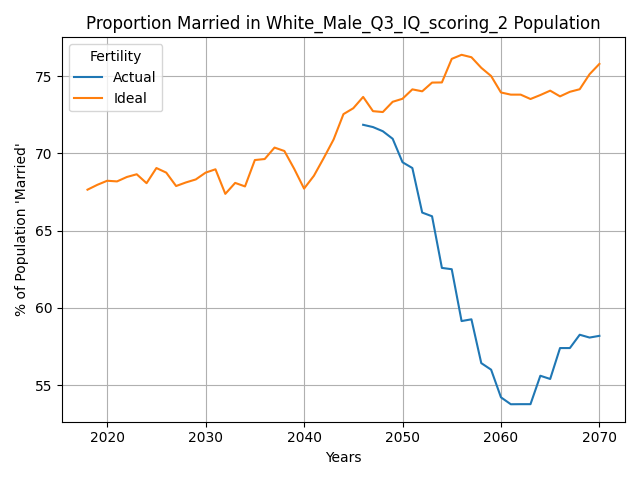 Proportion Married in White_Male_Q3_IQ_scoring_2 Population
Fertility
Actual
Ideal
% of Population 'Married'
75
70
65
60
55
2020
2030
2040
2050
2060
2070
Years